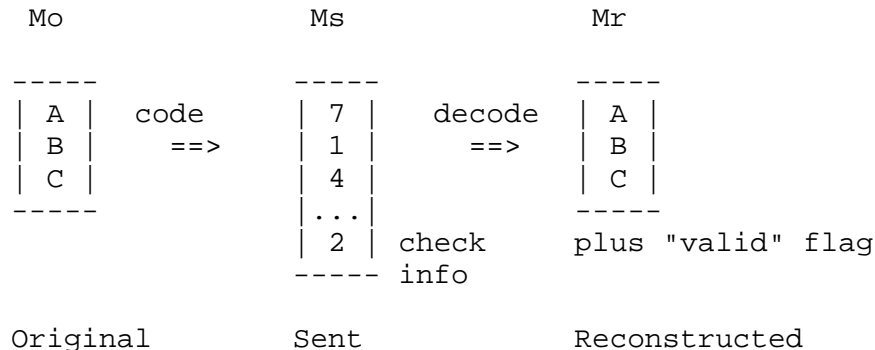 Mo Ms Mr
----- ----- -----
| A | code | 7 | decode | A |
| B | ==> | 1 | ==> | B |
| C | | 4 | | C |
----- |...| -----
| 2 | check plus "valid" flag
----- info
Original Sent Reconstructed